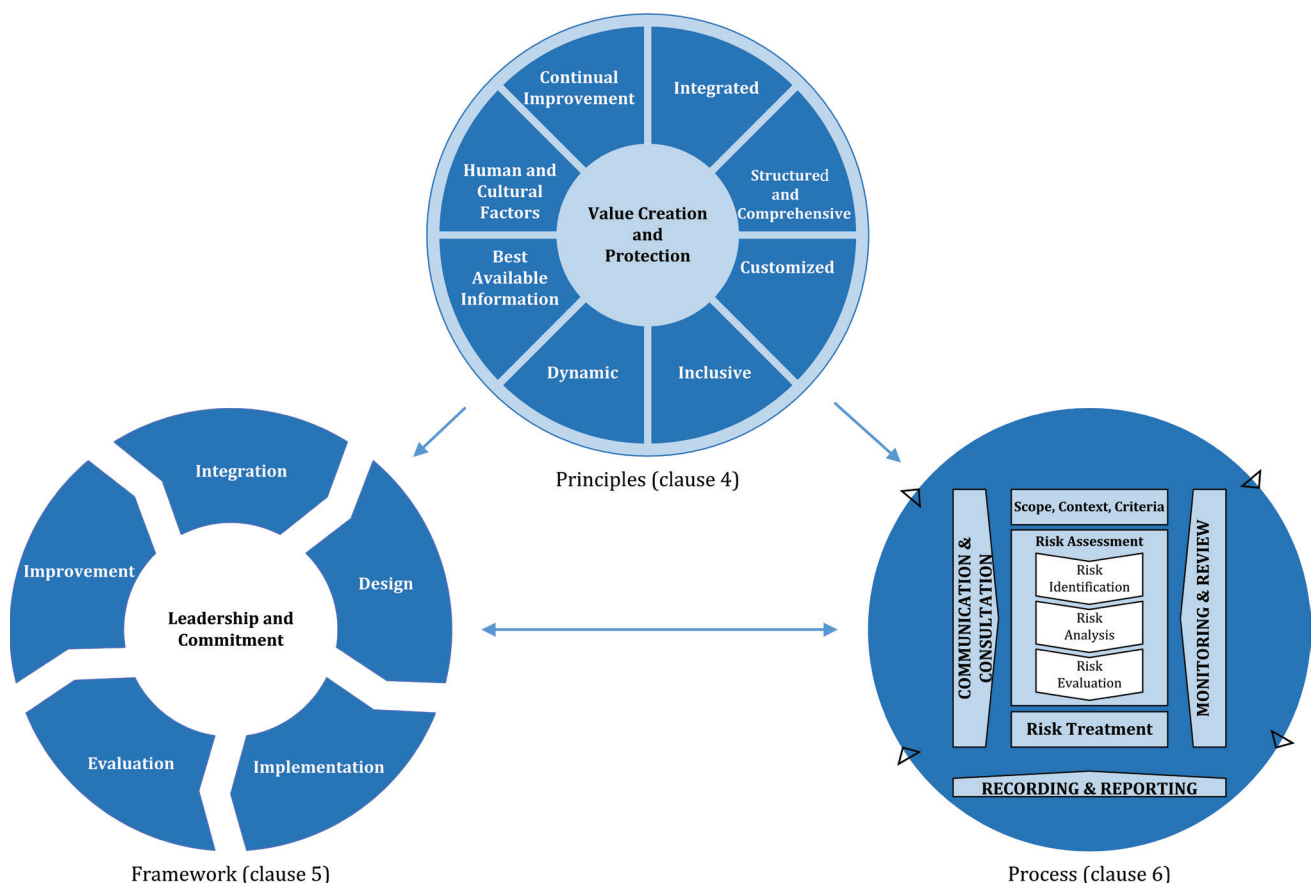 Continual
Improvement
Integrated
Structured
and
Comprehensive
Customized
Inclusive
Dynamic
Best
Available
Information
Human and
Cultural
Factors
Value Creation
and
Protection
Principles (clause 4)
Integration
Design
Implementation
Evaluation
Improvement
Leadership and
Commitment
Framework (clause 5)
Scope, Context, Criteria
Risk Assessment
Risk
Identification
Risk
Analysis
Risk
Evaluation
Risk Treatment
COMMUNICATION &
CONSULTATION
MONITORING & REVIEW
RECORDING & REPORTING
Process (clause 6)